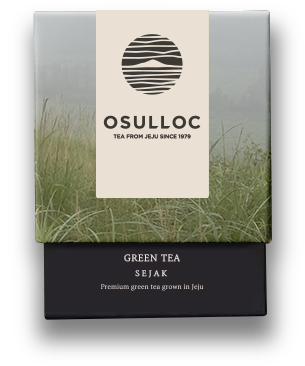 OSULLOC
TEA FROM JEJU SINCE 1979
GREEN TEA
SEJAK
Premium green tea grown in Jeju